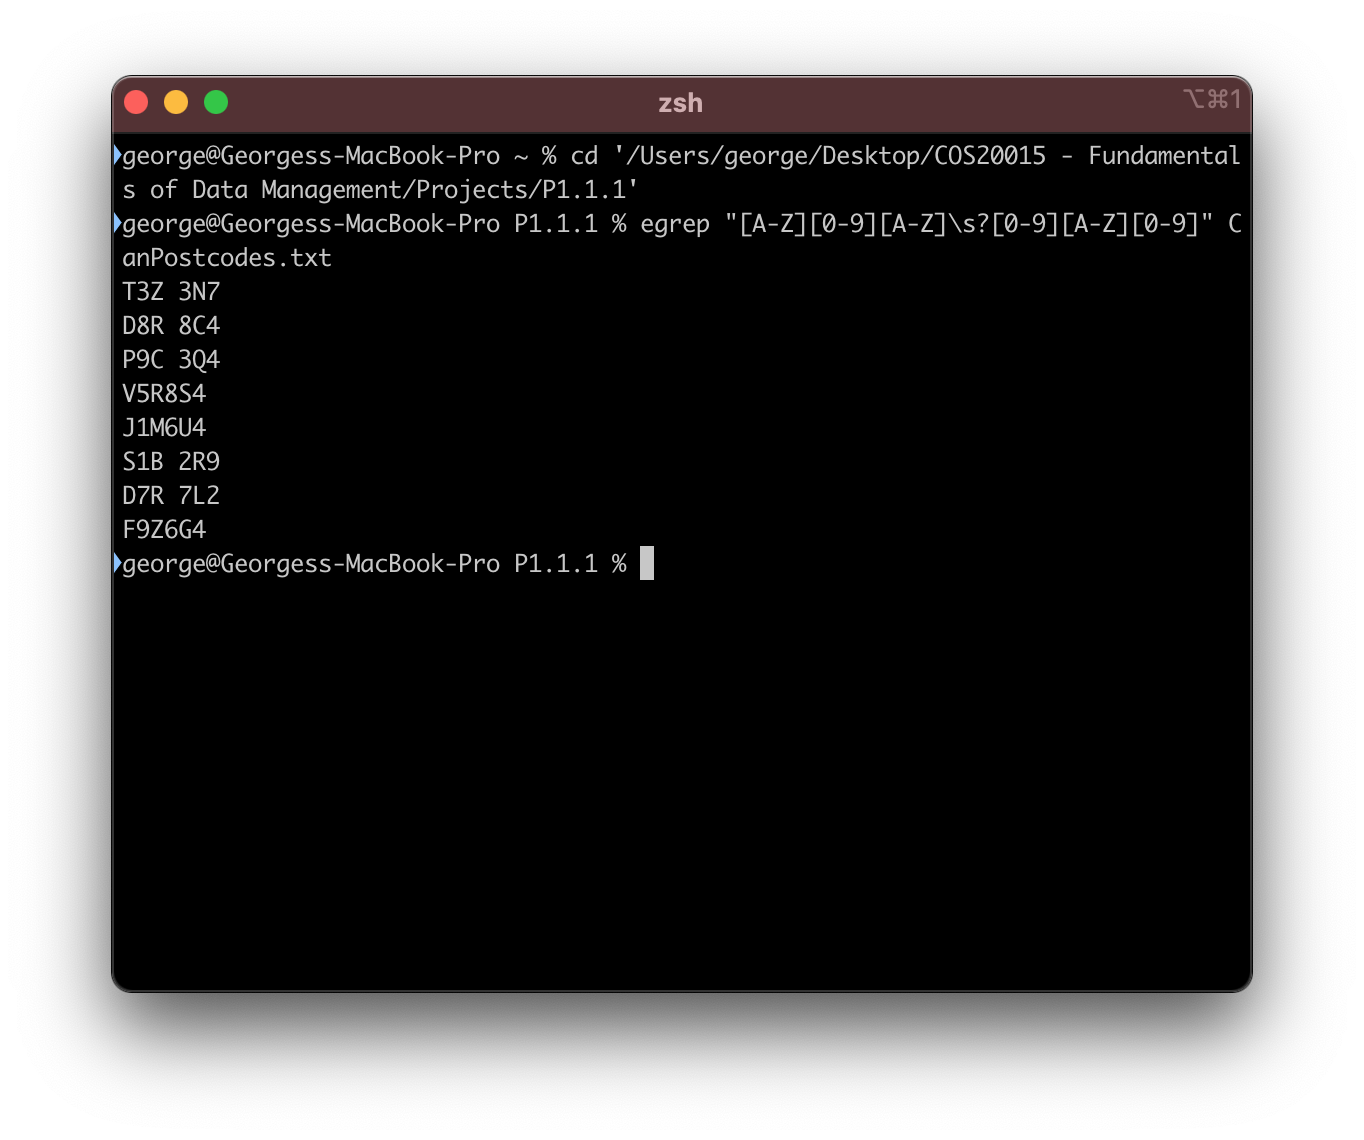 zsh
⌥⌘1
george@Georgess-MacBook-Pro ~ % cd '/Users/george/Desktop/COS20015 - Fundamental
s of Data Management/Projects/P1.1.1'
george@Georgess-MacBook-Pro P1.1.1 % egrep "[A-Z][0-9][A-Z]\s?[0-9][A-Z][0-9]" C
anPostcodes.txt
T3Z 3N7
D8R 8C4
P9C 3Q4
V5R8S4
J1M6U4
S1B 2R9
D7R 7L2
F9Z6G4
george@Georgess-MacBook-Pro P1.1.1 %